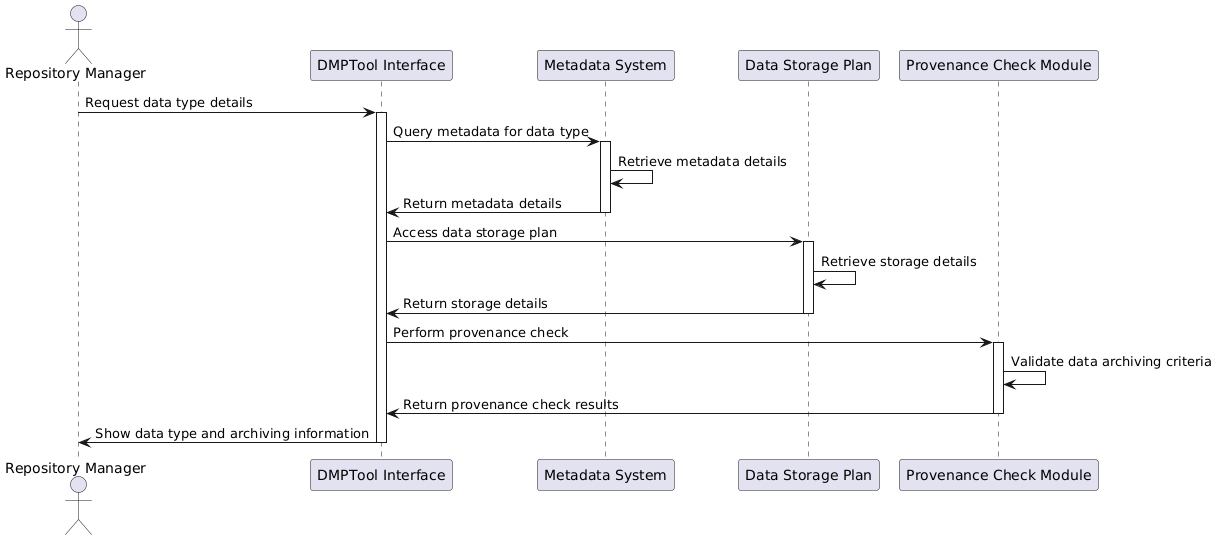 Repository Manager
DMPTool Interface
Metadata System
Data Storage Plan
Provenance Check Module
Request data type details
Query metadata for data type
Retrieve metadata details
Return metadata details
Access data storage plan
Retrieve storage details
Return storage details
Perform provenance check
Validate data archiving criteria
Return provenance check results
Show data type and archiving information
Repository Manager
DMPTool Interface
Metadata System
Data Storage Plan
Provenance Check Module